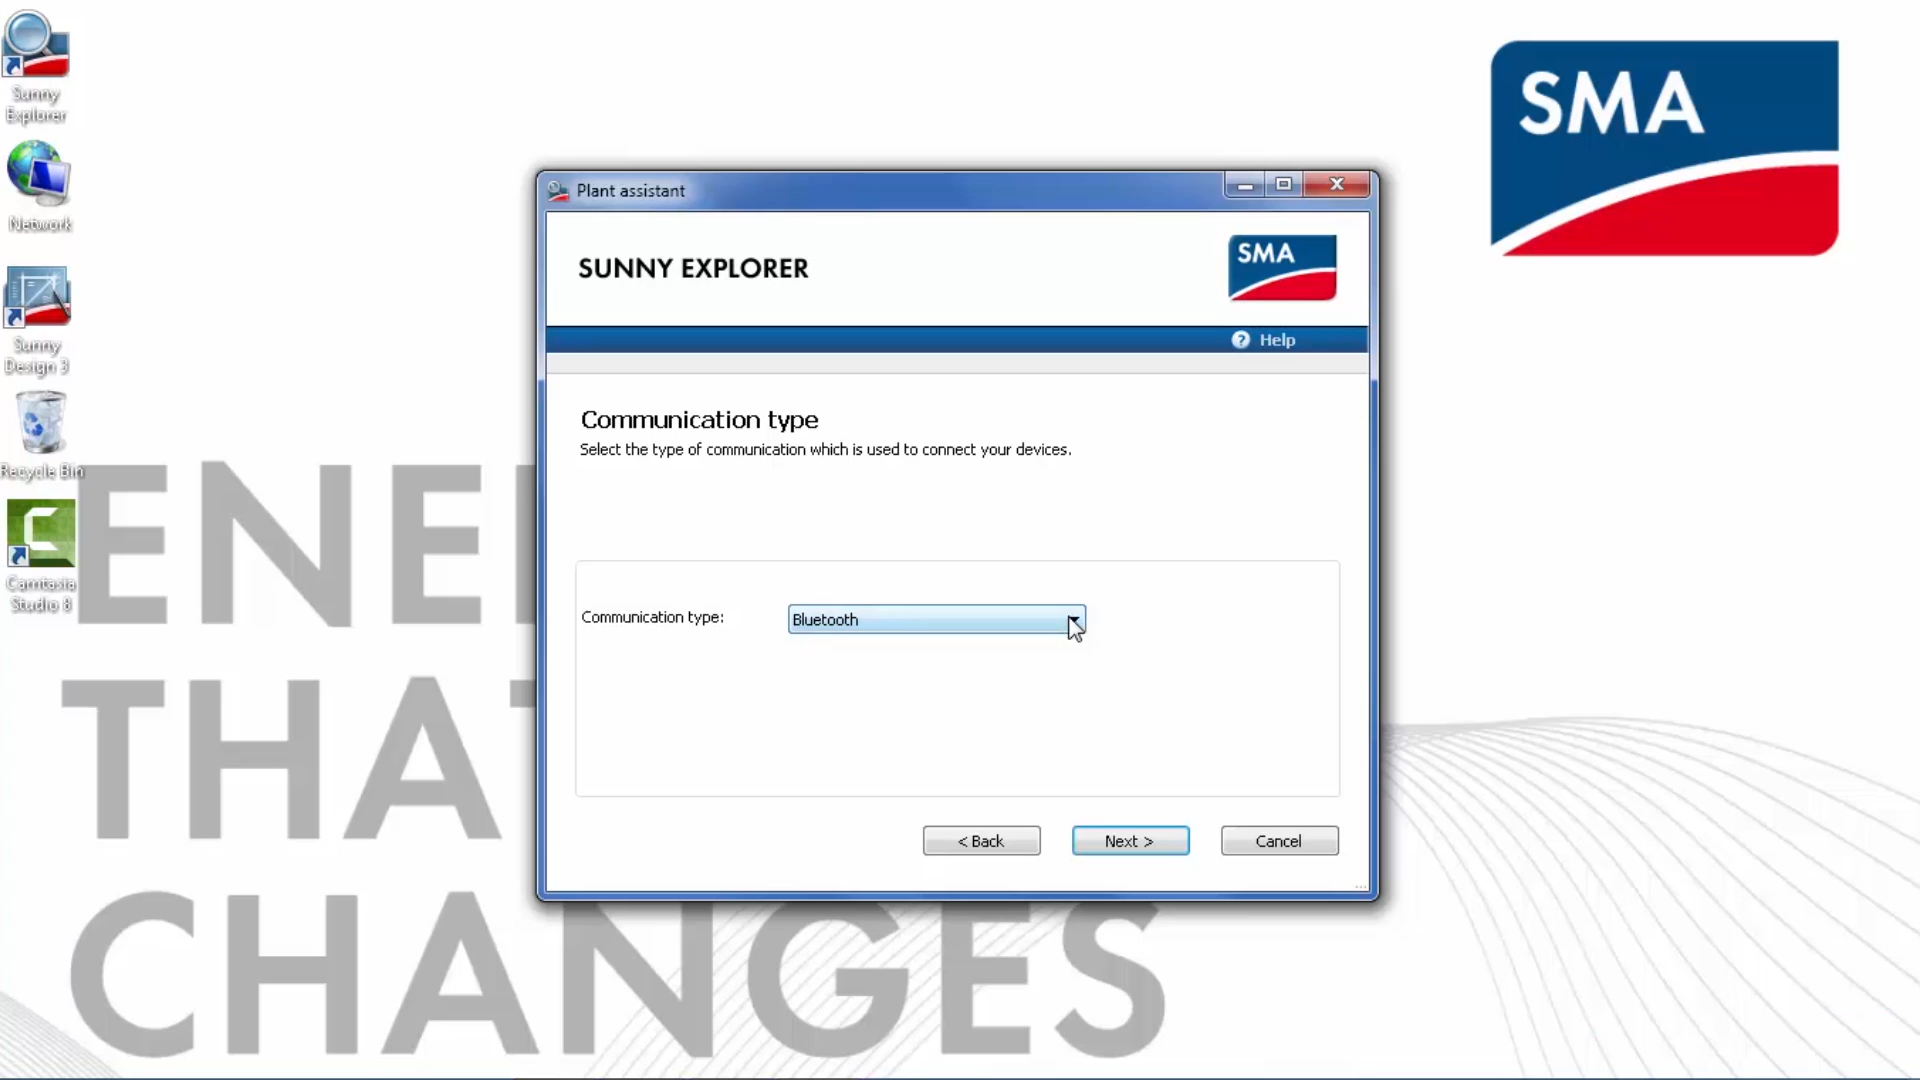 Sunny
Explorer
Network
Sunny
Design 3
Recycle Bin
Camtasia
Studio 8
SMA
Plant assistant
SUNNY EXPLORER
SMA
? Help
Communication type
Select the type of communication which is used to connect your devices.
Communication type:
Bluetooth
< Back
Next >
Cancel
ENE
THAT
CHANGES